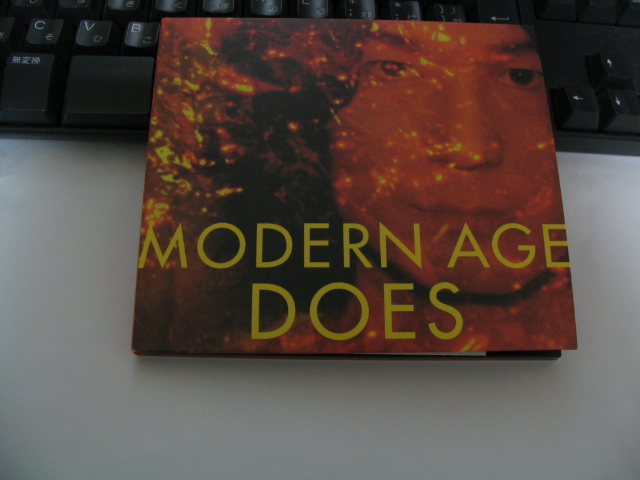 C V B
無変換
MODERN AGE
DOES